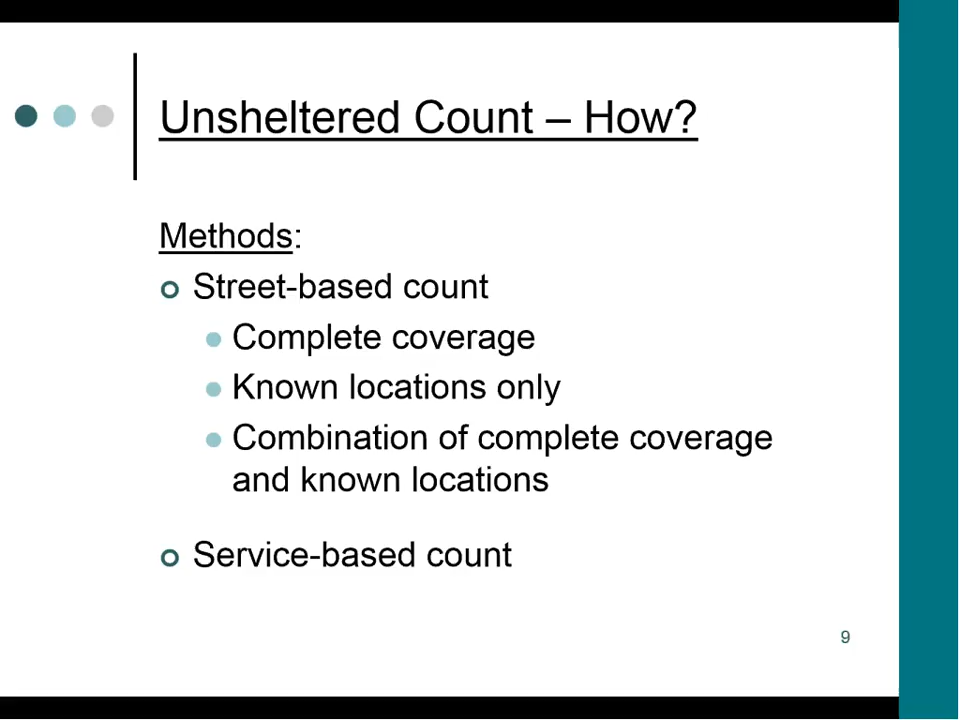 Unsheltered Count – How?
Methods:
Street-based count
Complete coverage
Known locations only
Combination of complete coverage
and known locations
Service-based count
9